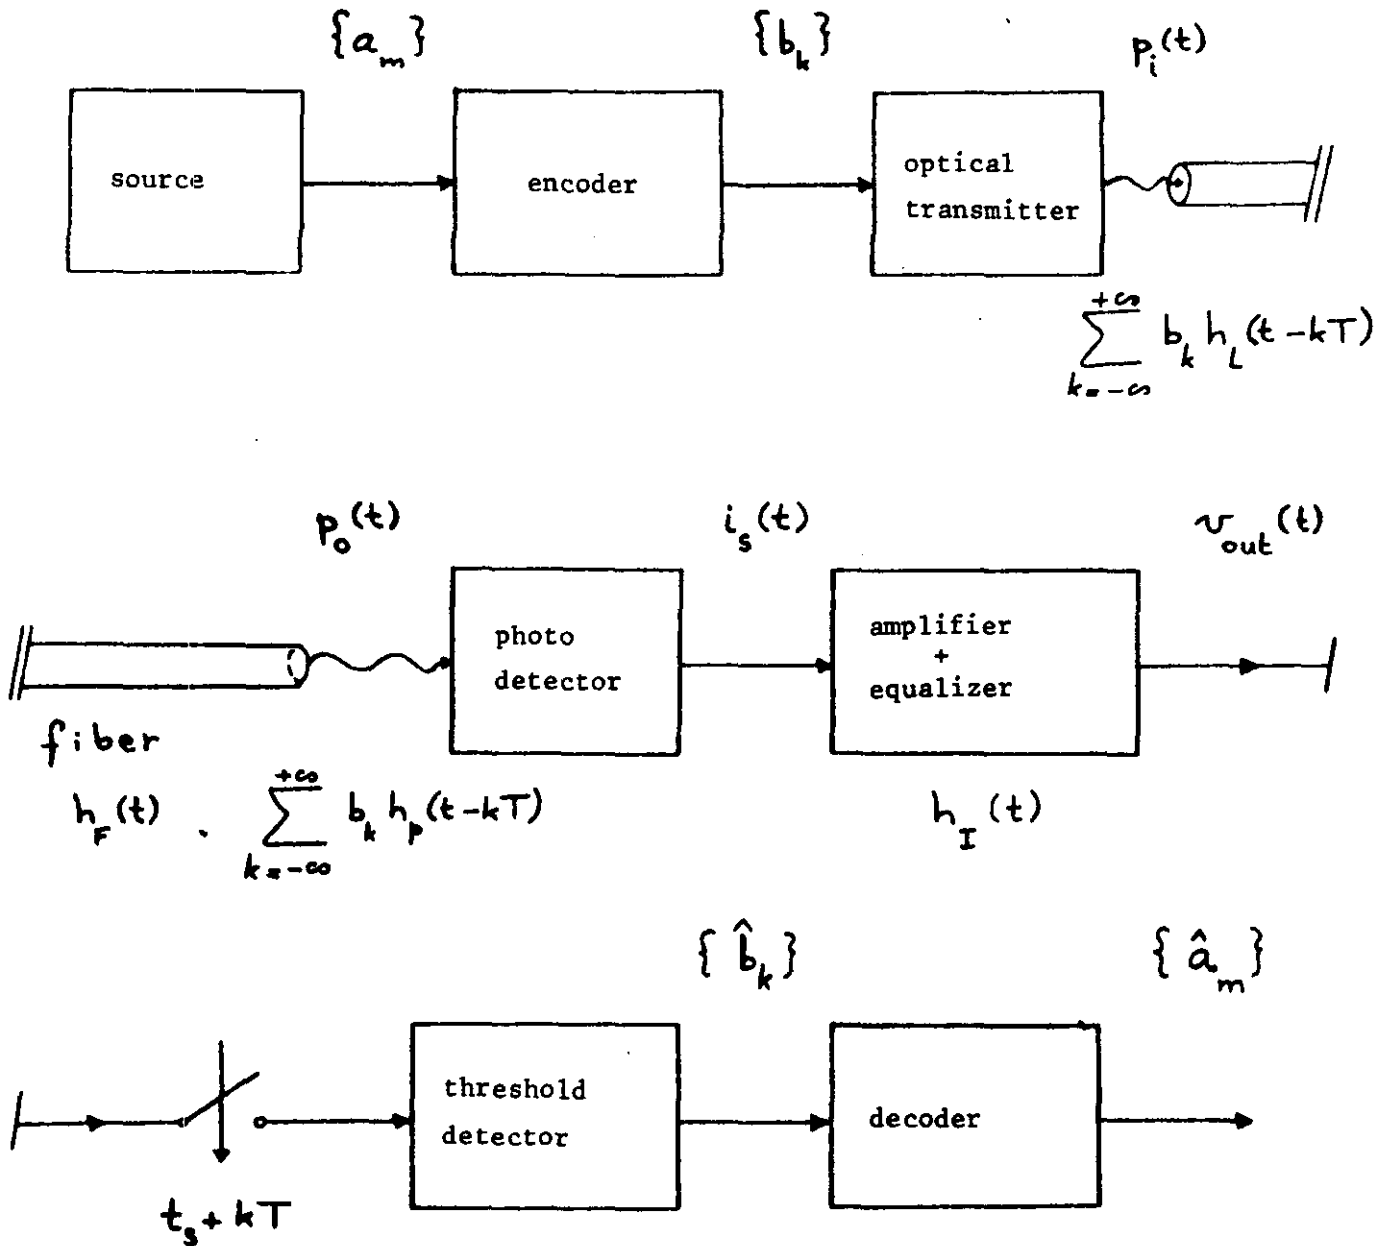 {a_m} {b_k} p_i(t)
source
encoder
optical
transmitter
+∞
∑ b_k h_L(t-kT)
k=-∞
p_o(t) i_s(t) v_out(t)
photo
detector
amplifier
+
equalizer
fiber
h_F(t) . +∞
∑ b_k h_p(t-kT)
k=-∞
h_I(t)
{b̂_k} {â_m}
threshold
detector
decoder
t_s+kT